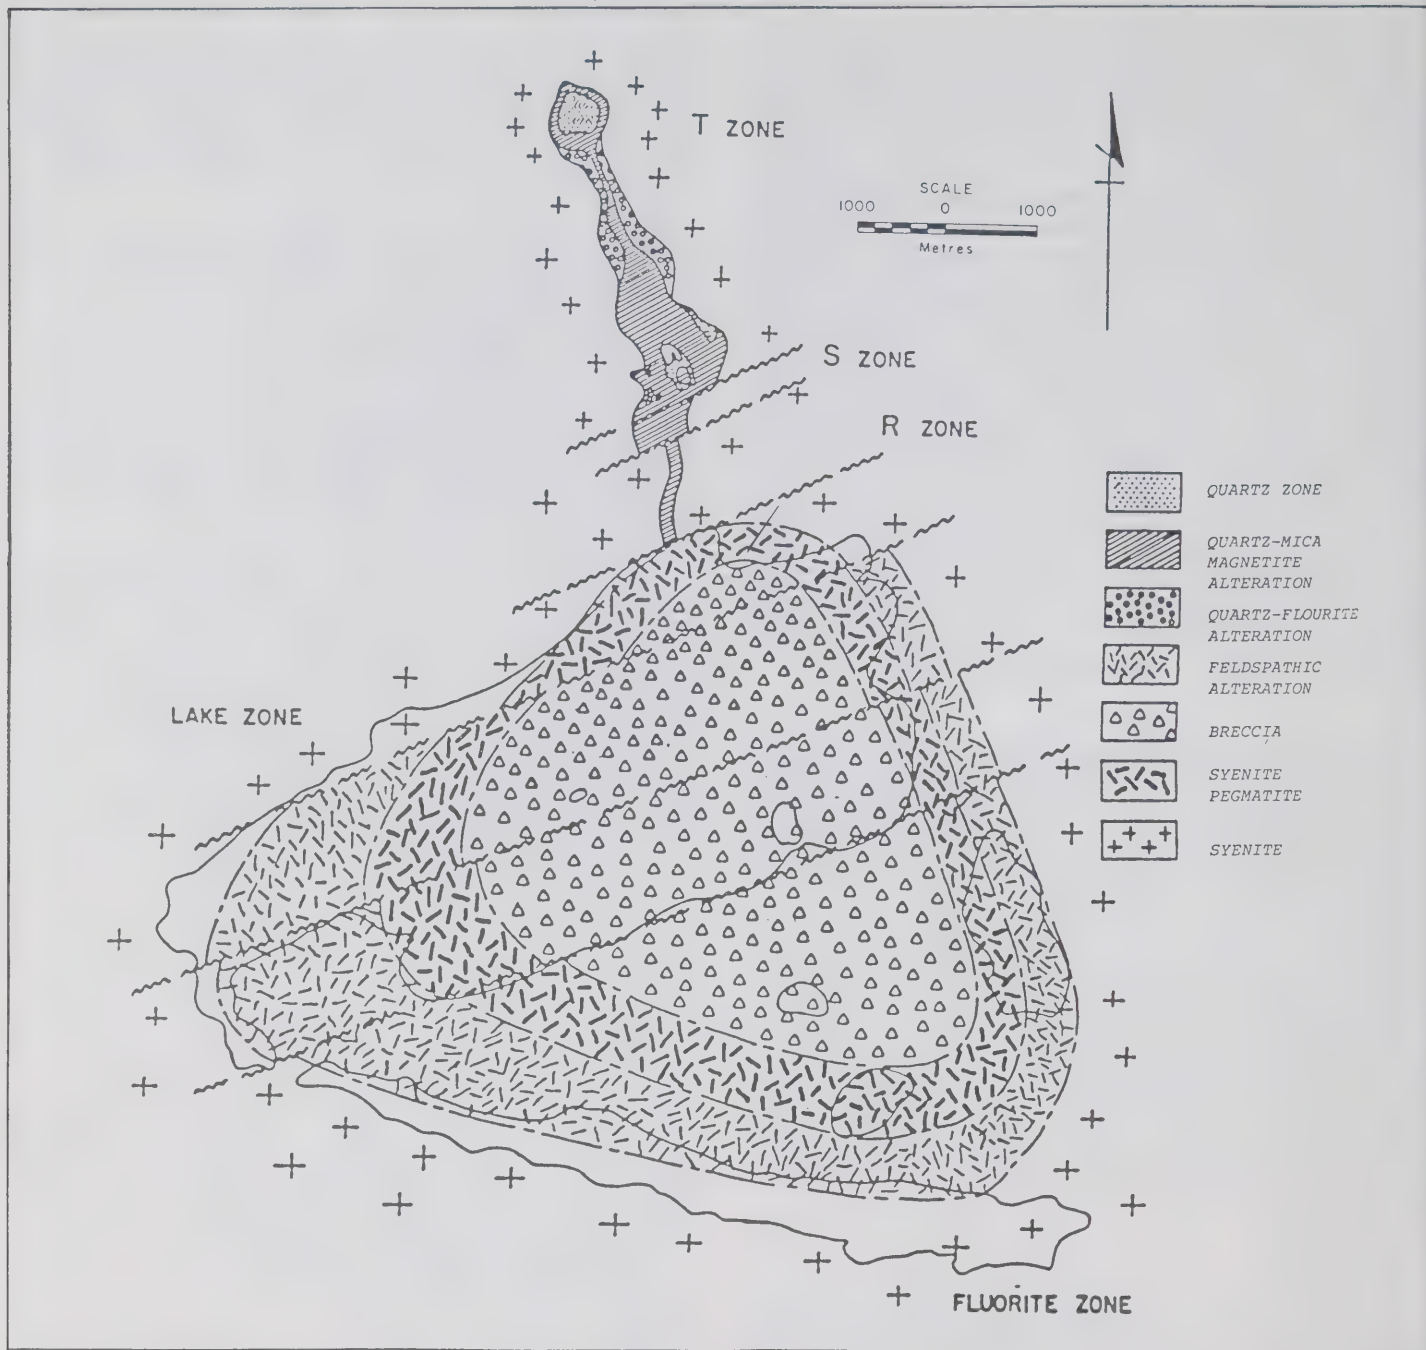 T ZONE
SCALE
1000 0 1000
Metres
S ZONE
R ZONE
QUARTZ ZONE
QUARTZ-MICA
MAGNETITE
ALTERATION
QUARTZ-FLOURITE
ALTERATION
FELDSPATHIC
ALTERATION
LAKE ZONE
BRECCIA
SYENITE
PEGMATITE
SYENITE
FLUORITE ZONE